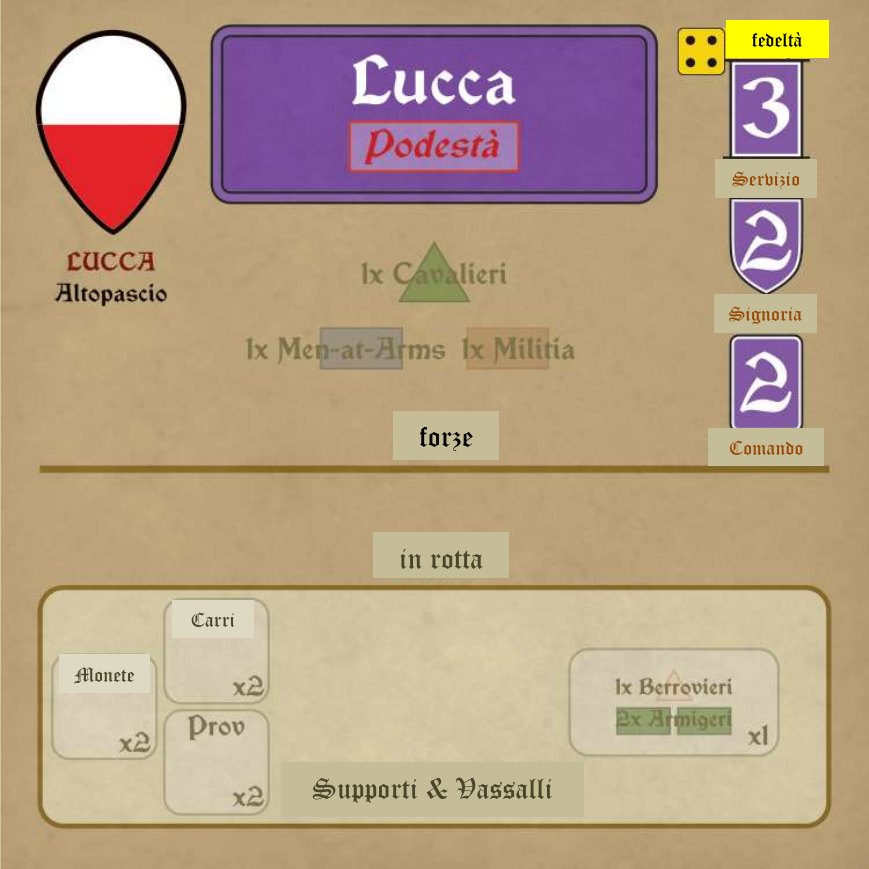 fedeltà
Lucca
Podestà
3
Servizio
2
Signoria
2
Comando
LUCCA
Altopascio
1x Cavalieri
1x Men-at-Arms 1x Militia
forze
in rotta
Carri
x2
Monete
x2
Prov
x2
1x Berrovieri
2x Armigeri
x1
Supporti & Vassalli